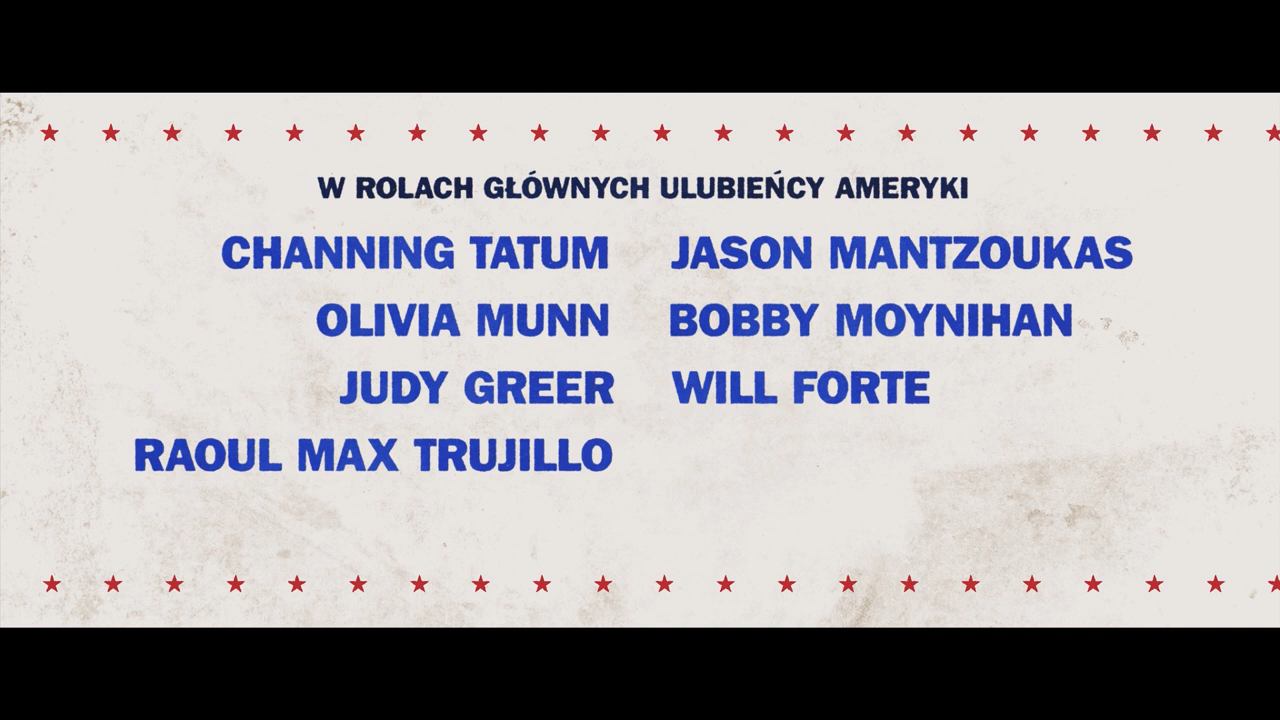 W ROLACH GŁÓWNYCH ULUBIEŃCY AMERYKI
CHANNING TATUM JASON MANTZOUKAS
OLIVIA MUNN BOBBY MOYNIHAN
JUDY GREER WILL FORTE
RAOUL MAX TRUJILLO